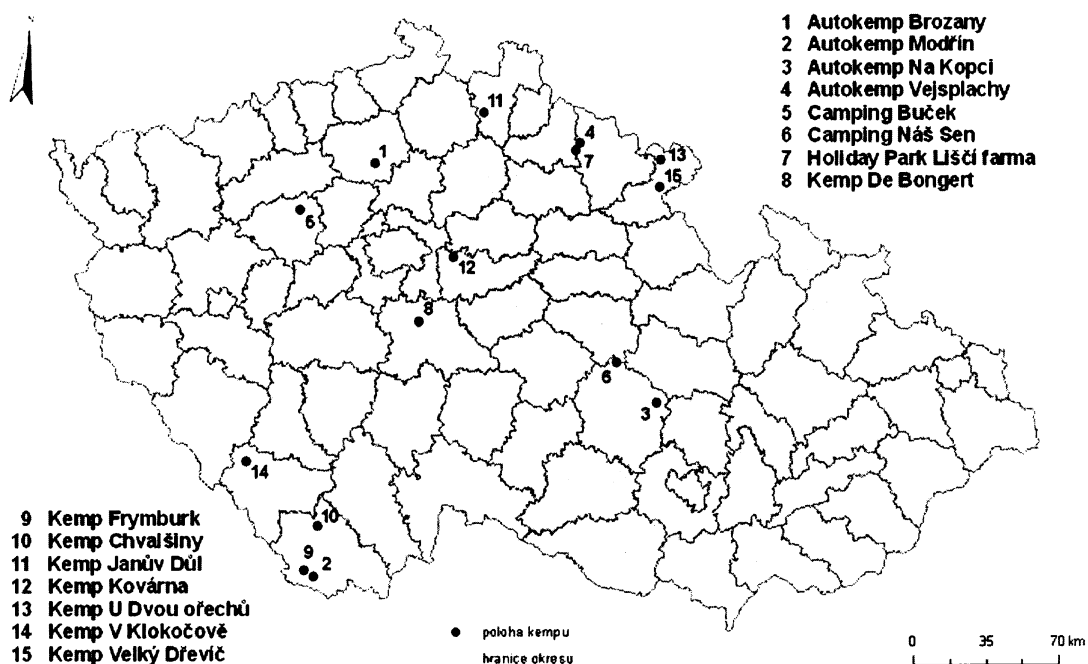 1 Autokemp Brozany
2 Autokemp Modřín
3 Autokemp Na Kopci
4 Autokemp Vejsplachy
5 Camping Buček
6 Camping Náš Sen
7 Holiday Park Liščí farma
8 Kemp De Bongert
11
4
7
13
15
1
6
12
8
6
3
14
10
9
2
9 Kemp Frymburk
10 Kemp Chvalšiny
11 Kemp Janův Důl
12 Kemp Kovárna
13 Kemp U Dvou ořechů
14 Kemp V Klokočově
15 Kemp Velký Dřevíč
poloha kempu
hranice okresu
0 35 70 km